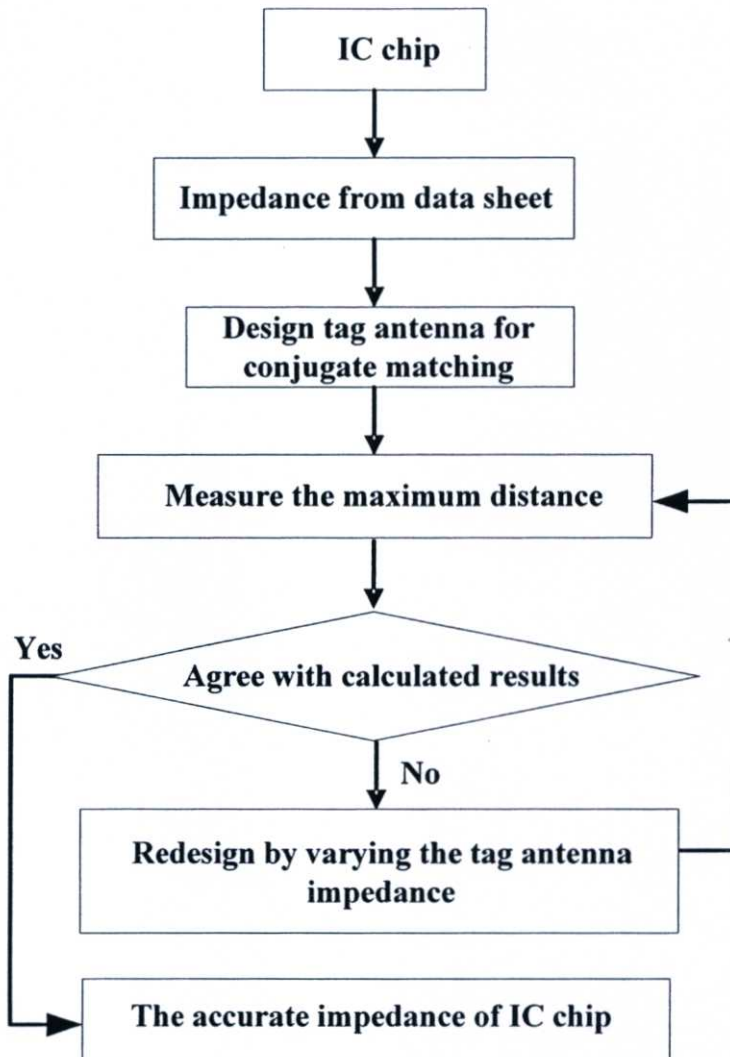 IC chip
Impedance from data sheet
Design tag antenna for
conjugate matching
Measure the maximum distance
Yes
Agree with calculated results
No
Redesign by varying the tag antenna
impedance
The accurate impedance of IC chip